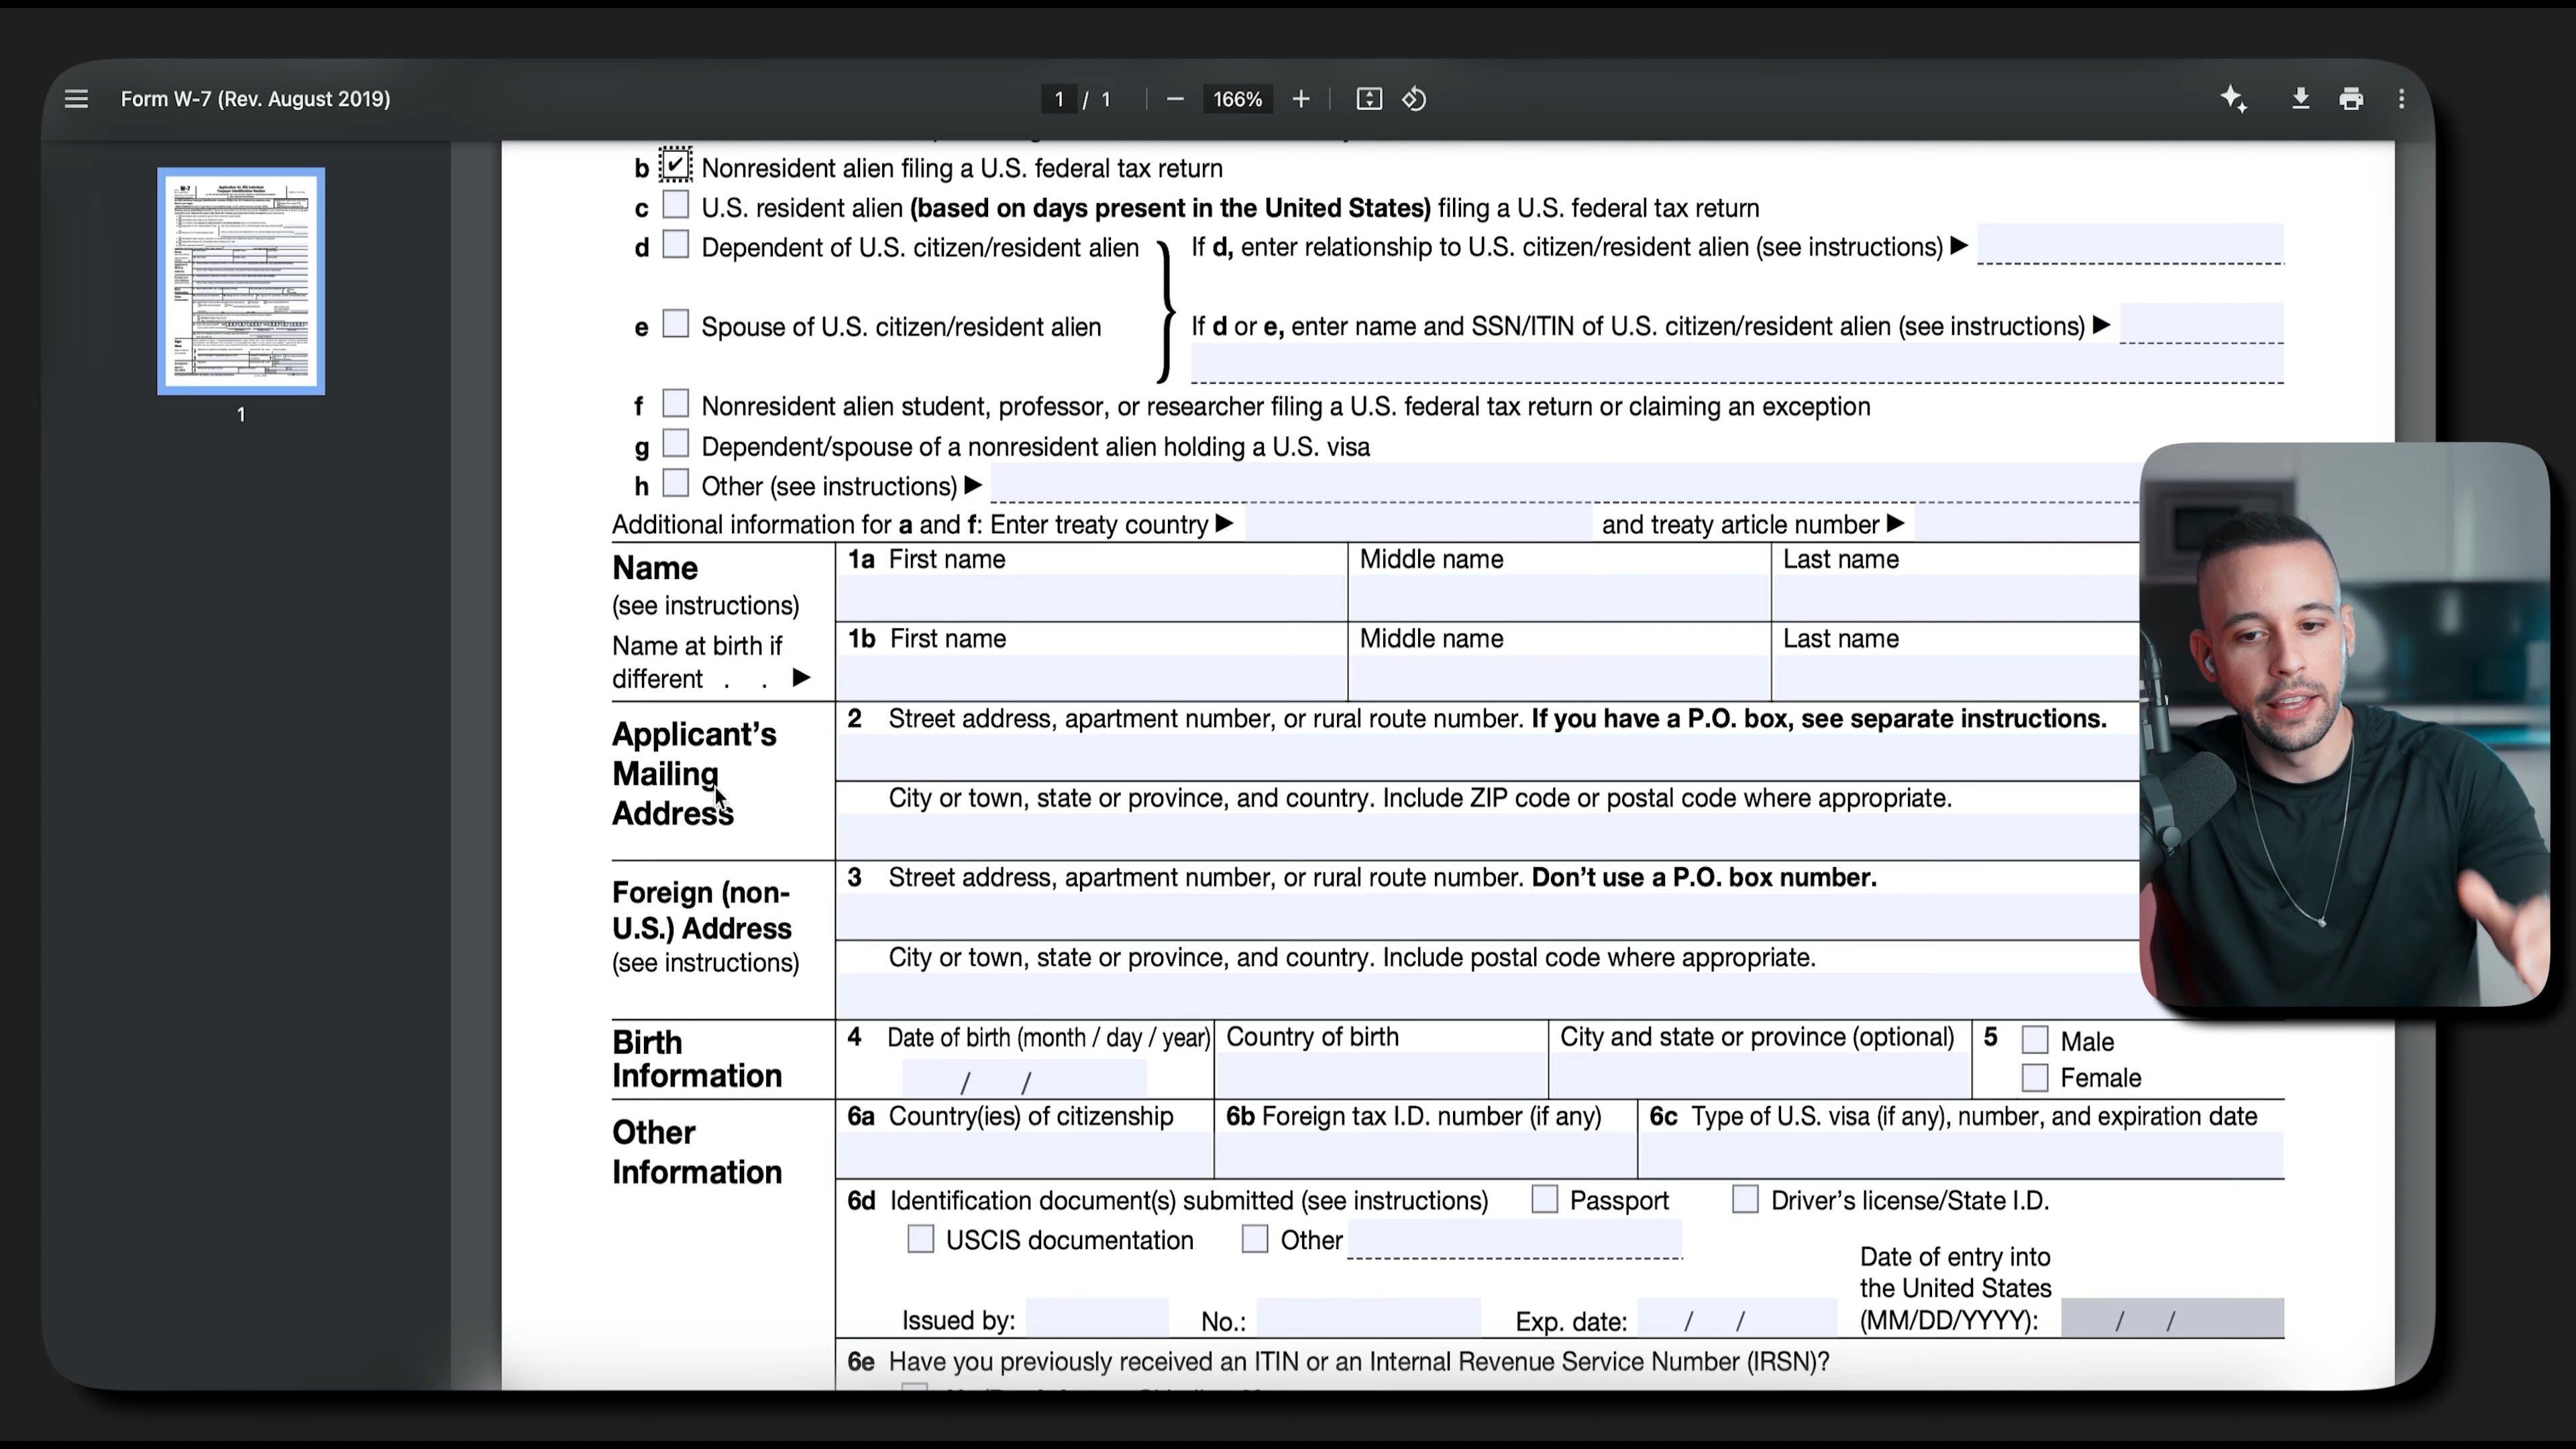 Form W-7 (Rev. August 2019)
1 / 1
166%
1
b ✔ Nonresident alien filing a U.S. federal tax return
c U.S. resident alien (based on days present in the United States) filing a U.S. federal tax return
d Dependent of U.S. citizen/resident alien
If d, enter relationship to U.S. citizen/resident alien (see instructions) ▶
e Spouse of U.S. citizen/resident alien
If d or e, enter name and SSN/ITIN of U.S. citizen/resident alien (see instructions) ▶
f Nonresident alien student, professor, or researcher filing a U.S. federal tax return or claiming an exception
g Dependent/spouse of a nonresident alien holding a U.S. visa
h Other (see instructions) ▶
Additional information for a and f: Enter treaty country ▶ and treaty article number ▶
Name
(see instructions)
1a First name Middle name Last name
Name at birth if
different . . ▶
1b First name Middle name Last name
Applicant's
Mailing
Address
2 Street address, apartment number, or rural route number. If you have a P.O. box, see separate instructions.
City or town, state or province, and country. Include ZIP code or postal code where appropriate.
Foreign (non-
U.S.) Address
(see instructions)
3 Street address, apartment number, or rural route number. Don't use a P.O. box number.
City or town, state or province, and country. Include postal code where appropriate.
Birth
Information
4 Date of birth (month / day / year) Country of birth City and state or province (optional) 5 Male
/ / Female
Other
Information
6a Country(ies) of citizenship 6b Foreign tax I.D. number (if any) 6c Type of U.S. visa (if any), number, and expiration date
6d Identification document(s) submitted (see instructions) Passport Driver's license/State I.D.
USCIS documentation Other
Date of entry into
the United States
(MM/DD/YYYY): / /
Issued by: No.: Exp. date: / /
6e Have you previously received an ITIN or an Internal Revenue Service Number (IRSN)?